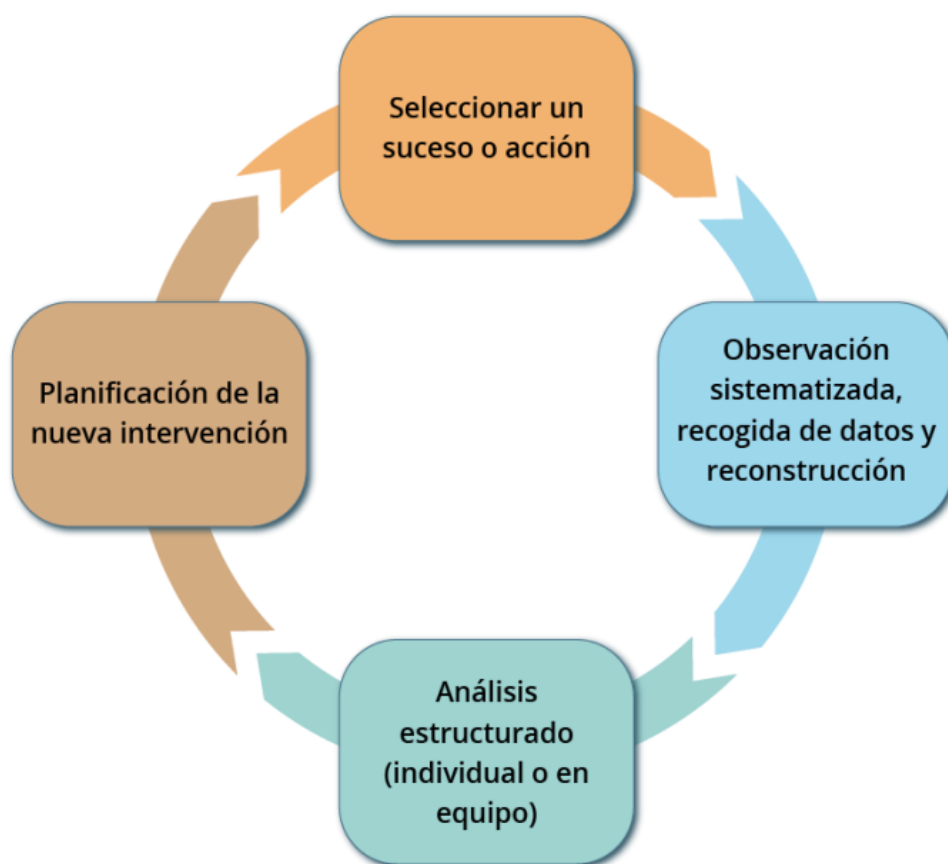 Seleccionar un
suceso o acción
Observación
sistematizada,
recogida de datos y
reconstrucción
Análisis
estructurado
(individual o en
equipo)
Planificación de la
nueva intervención